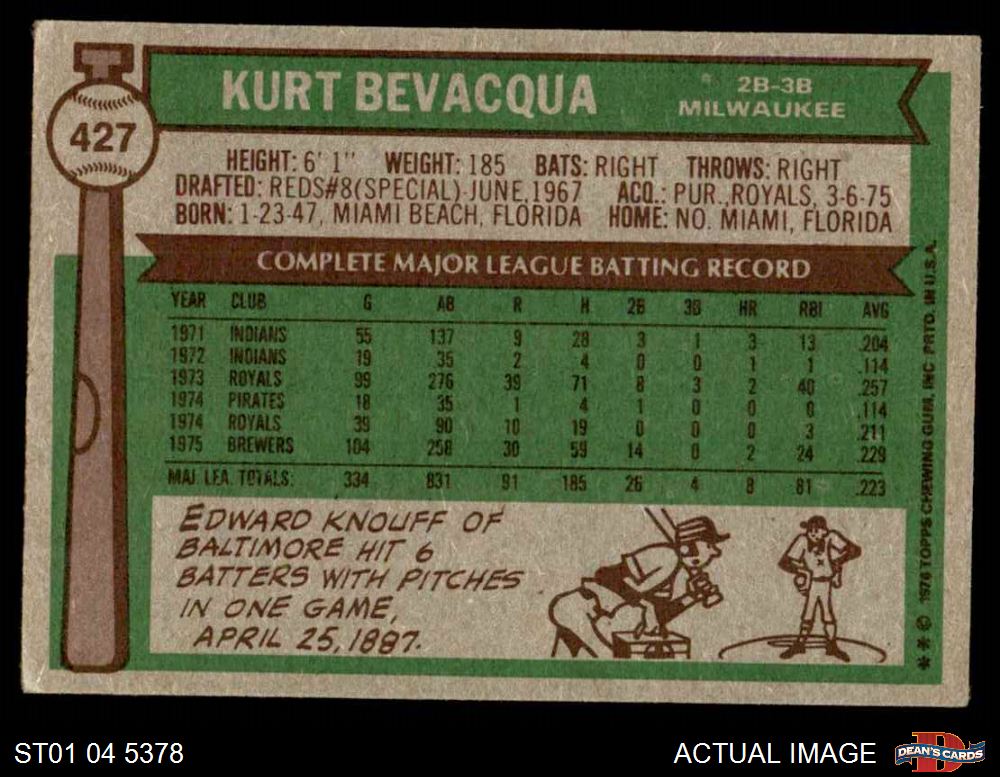 427
KURT BEVACQUA
2B-3B
MILWAUKEE
HEIGHT: 6' 1" WEIGHT: 185 BATS: RIGHT THROWS: RIGHT
DRAFTED: REDS#8(SPECIAL)-JUNE,1967 ACQ.: PUR.,ROYALS, 3-6-75
BORN: 1-23-47, MIAMI BEACH, FLORIDA HOME: NO. MIAMI, FLORIDA
COMPLETE MAJOR LEAGUE BATTING RECORD
YEAR CLUB G AB R H 2B 3B HR RBI AVG
1971 INDIANS 55 137 9 28 3 1 3 13 .204
1972 INDIANS 19 35 2 4 0 0 1 1 .114
1973 ROYALS 99 276 39 71 8 3 2 40 .257
1974 PIRATES 18 35 1 4 1 0 0 0 .114
1974 ROYALS 39 90 10 19 0 0 0 3 .211
1975 BREWERS 104 258 30 59 14 0 2 24 .229
MAJ. LEA. TOTALS: 334 831 91 185 26 4 8 81 .223
EDWARD KNOUFF OF
BALTIMORE HIT 6
BATTERS WITH PITCHES
IN ONE GAME,
APRIL 25, 1887.
* * © 1976 TOPPS CHEWING GUM, INC PRTD. IN U.S.A.
ST01 04 5378
ACTUAL IMAGE
D
DEAN'S CARDS